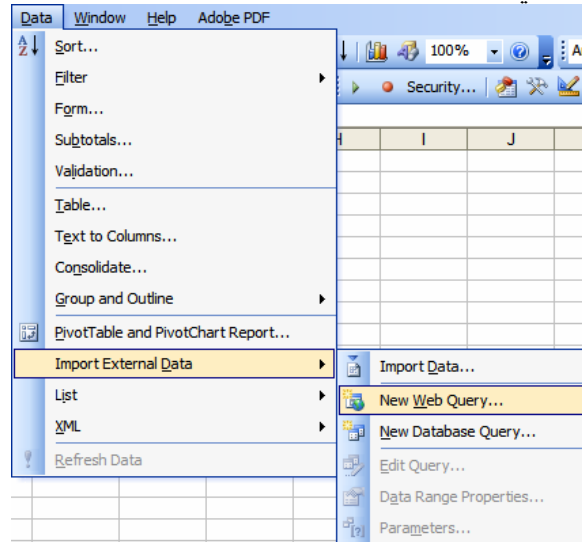 Data Window Help Adobe PDF
Sort...
100%
Filter
Security...
Form...
Subtotals...
I J
Validation...
Table...
Text to Columns...
Consolidate...
Group and Outline
PivotTable and PivotChart Report...
Import External Data
Import Data...
List
New Web Query...
XML
New Database Query...
Refresh Data
Edit Query...
Data Range Properties...
Parameters...